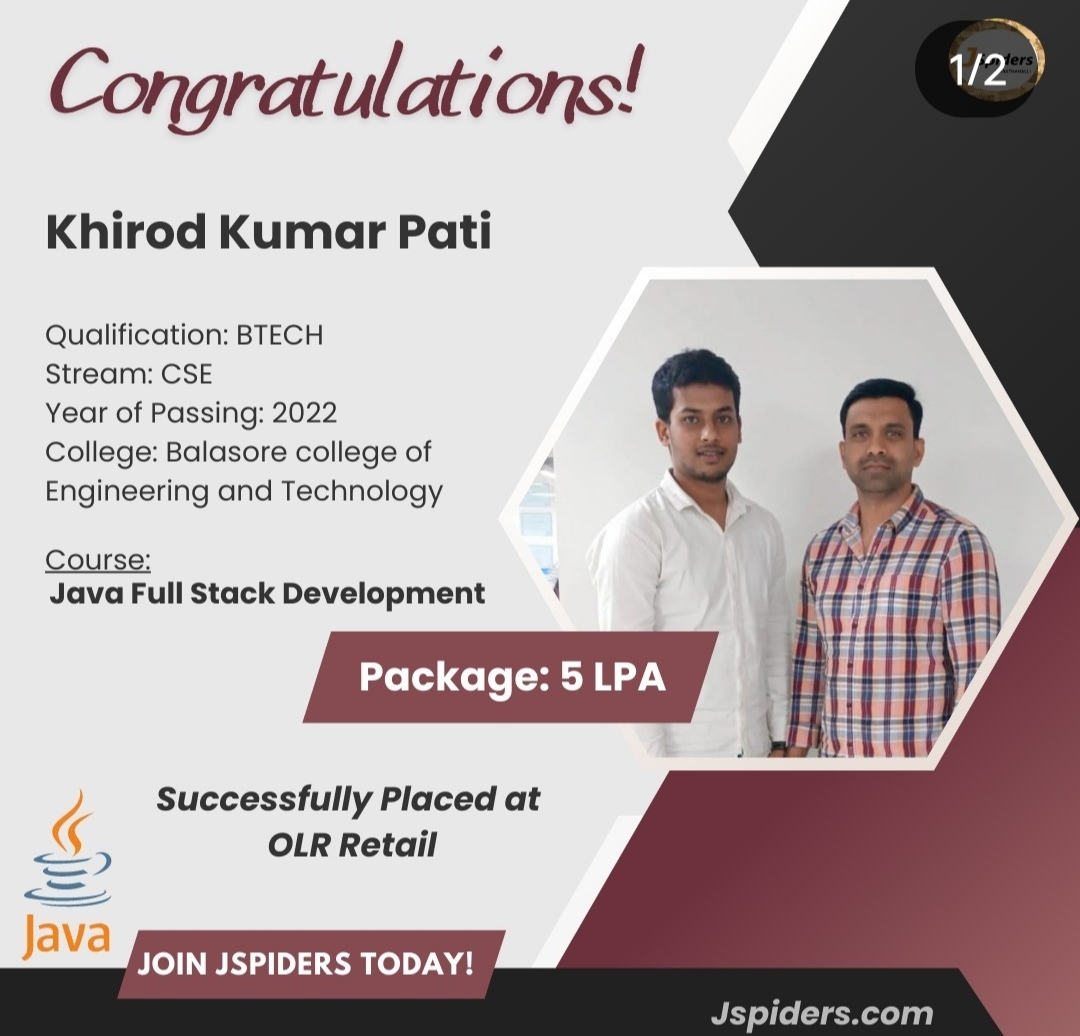 Congratulations!
1/2
Khirod Kumar Pati
Qualification: BTECH
Stream: CSE
Year of Passing: 2022
College: Balasore college of
Engineering and Technology
Course:
Java Full Stack Development
Package: 5 LPA
Successfully Placed at
OLR Retail
Java
JOIN JSPIDERS TODAY!
Jspiders.com